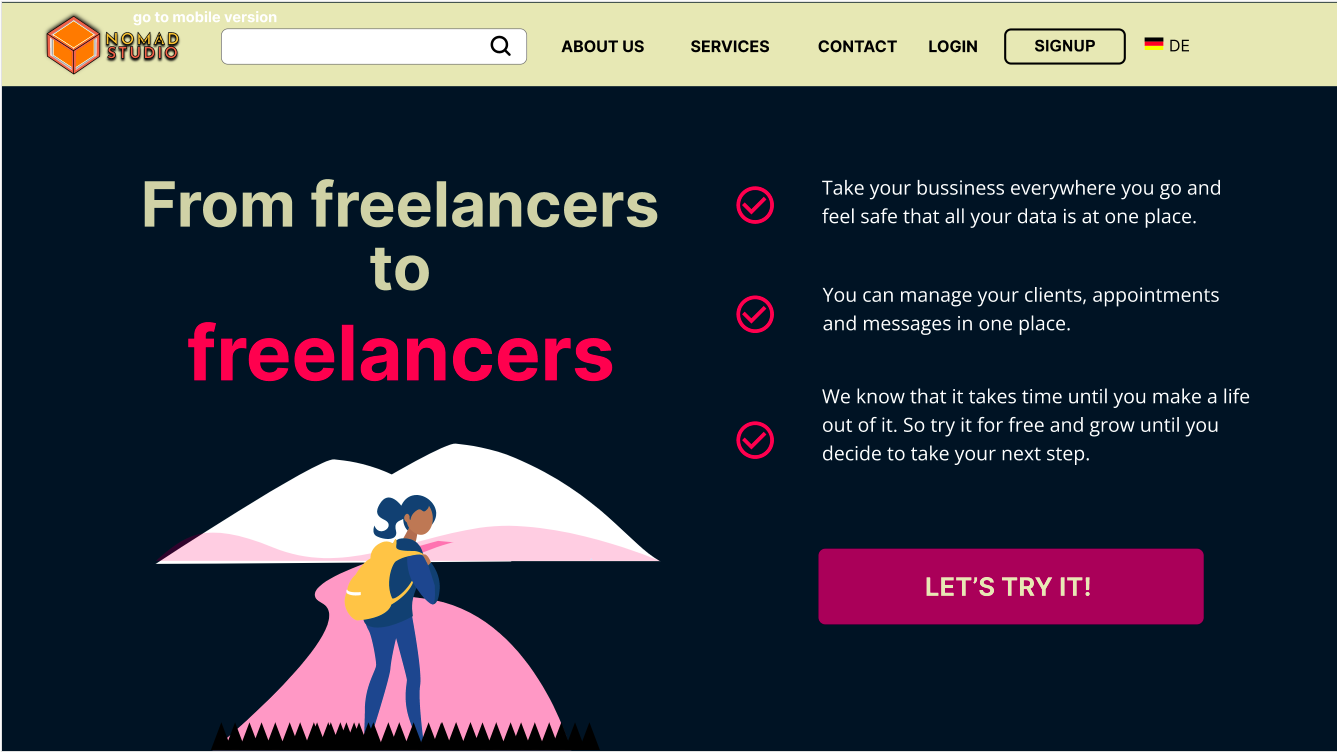 go to mobile version
NOMAD
STUDIO
ABOUT US
SERVICES
CONTACT
LOGIN
SIGNUP
DE
From freelancers
to
freelancers
Take your bussiness everywhere you go and
feel safe that all your data is at one place.
You can manage your clients, appointments
and messages in one place.
We know that it takes time until you make a life
out of it. So try it for free and grow until you
decide to take your next step.
LET’S TRY IT!